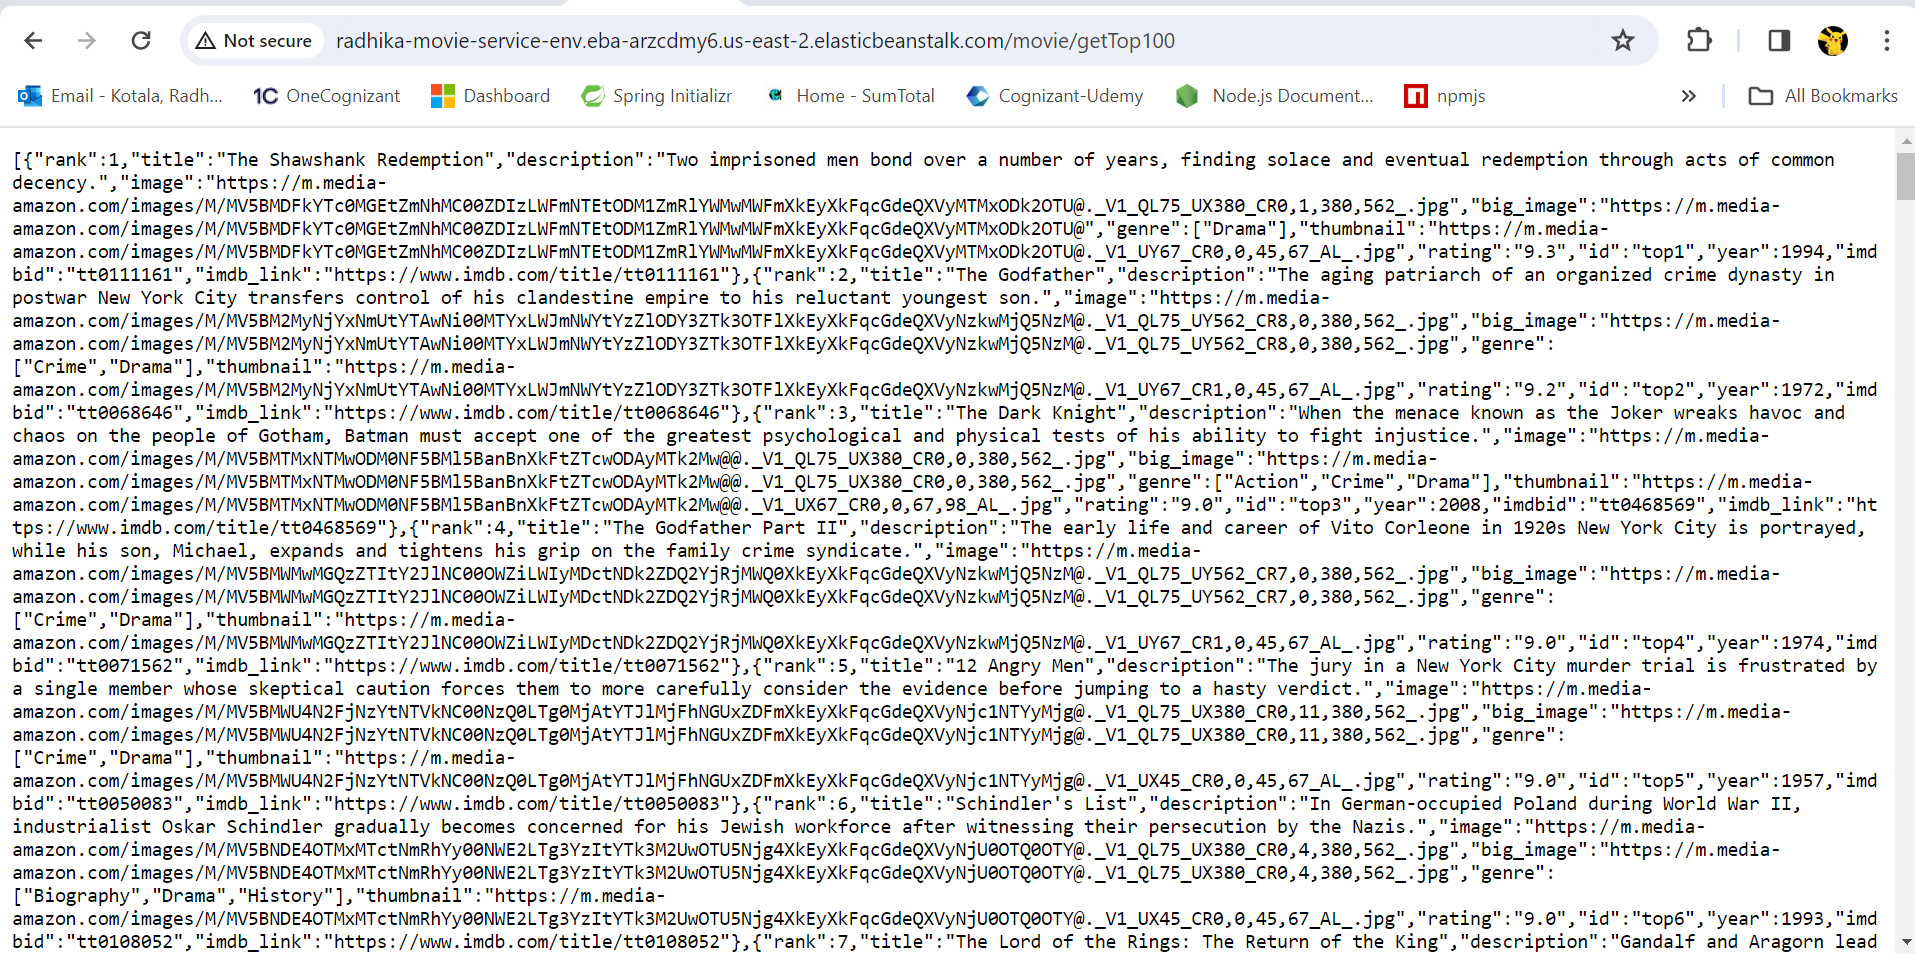 Not secure radhika-movie-service-env.eba-arzcdmy6.us-east-2.elasticbeanstalk.com/movie/getTop100
Email - Kotala, Radh... 1C OneCognizant Dashboard Spring Initializr Home - SumTotal Cognizant-Udemy Node.js Document... npmjs » All Bookmarks
[{"rank":1,"title":"The Shawshank Redemption","description":"Two imprisoned men bond over a number of years, finding solace and eventual redemption through acts of common
decency.","image":"https://m.media-
amazon.com/images/M/MV5BMDFkYTc0MGEtZmNhMC00ZDIzLWFmNTEtODM1ZmRlYWMwMWFmXkEyXkFqcGdeQXVyMTMxODk2OTU@._V1_QL75_UX380_CR0,1,380,562_.jpg","big_image":"https://m.media-
amazon.com/images/M/MV5BMDFkYTc0MGEtZmNhMC00ZDIzLWFmNTEtODM1ZmRlYWMwMWFmXkEyXkFqcGdeQXVyMTMxODk2OTU@","genre":["Drama"],"thumbnail":"https://m.media-
amazon.com/images/M/MV5BMDFkYTc0MGEtZmNhMC00ZDIzLWFmNTEtODM1ZmRlYWMwMWFmXkEyXkFqcGdeQXVyMTMxODk2OTU@._V1_UY67_CR0,0,45,67_AL_.jpg","rating":"9.3","id":"top1","year":1994,"imd
bid":"tt0111161","imdb_link":"https://www.imdb.com/title/tt0111161"},{"rank":2,"title":"The Godfather","description":"The aging patriarch of an organized crime dynasty in
postwar New York City transfers control of his clandestine empire to his reluctant youngest son.","image":"https://m.media-
amazon.com/images/M/MV5BM2MyNjYxNmUtYTAwNi00MTYxLWJmNWYtYzZlODY3ZTk3OTFlXkEyXkFqcGdeQXVyNzkwMjQ5NzM@._V1_QL75_UY562_CR8,0,380,562_.jpg","big_image":"https://m.media-
amazon.com/images/M/MV5BM2MyNjYxNmUtYTAwNi00MTYxLWJmNWYtYzZlODY3ZTk3OTFlXkEyXkFqcGdeQXVyNzkwMjQ5NzM@._V1_QL75_UY562_CR8,0,380,562_.jpg","genre":
["Crime","Drama"],"thumbnail":"https://m.media-
amazon.com/images/M/MV5BM2MyNjYxNmUtYTAwNi00MTYxLWJmNWYtYzZlODY3ZTk3OTFlXkEyXkFqcGdeQXVyNzkwMjQ5NzM@._V1_UY67_CR1,0,45,67_AL_.jpg","rating":"9.2","id":"top2","year":1972,"imd
bid":"tt0068646","imdb_link":"https://www.imdb.com/title/tt0068646"},{"rank":3,"title":"The Dark Knight","description":"When the menace known as the Joker wreaks havoc and
chaos on the people of Gotham, Batman must accept one of the greatest psychological and physical tests of his ability to fight injustice.","image":"https://m.media-
amazon.com/images/M/MV5BMTMxNTMwODM0NF5BMl5BanBnXkFtZTcwODAyMTk2Mw@@._V1_QL75_UX380_CR0,0,380,562_.jpg","big_image":"https://m.media-
amazon.com/images/M/MV5BMTMxNTMwODM0NF5BMl5BanBnXkFtZTcwODAyMTk2Mw@@._V1_QL75_UX380_CR0,0,380,562_.jpg","genre":["Action","Crime","Drama"],"thumbnail":"https://m.media-
amazon.com/images/M/MV5BMTMxNTMwODM0NF5BMl5BanBnXkFtZTcwODAyMTk2Mw@@._V1_UX67_CR0,0,67,98_AL_.jpg","rating":"9.0","id":"top3","year":2008,"imdbid":"tt0468569","imdb_link":"ht
tps://www.imdb.com/title/tt0468569"},{"rank":4,"title":"The Godfather Part II","description":"The early life and career of Vito Corleone in 1920s New York City is portrayed,
while his son, Michael, expands and tightens his grip on the family crime syndicate.","image":"https://m.media-
amazon.com/images/M/MV5BMWMwMGQzZTItY2JlNC00OWZiLWIyMDctNDk2ZDQ2YjRjMWQ0XkEyXkFqcGdeQXVyNzkwMjQ5NzM@._V1_QL75_UY562_CR7,0,380,562_.jpg","big_image":"https://m.media-
amazon.com/images/M/MV5BMWMwMGQzZTItY2JlNC00OWZiLWIyMDctNDk2ZDQ2YjRjMWQ0XkEyXkFqcGdeQXVyNzkwMjQ5NzM@._V1_QL75_UY562_CR7,0,380,562_.jpg","genre":
["Crime","Drama"],"thumbnail":"https://m.media-
amazon.com/images/M/MV5BMWMwMGQzZTItY2JlNC00OWZiLWIyMDctNDk2ZDQ2YjRjMWQ0XkEyXkFqcGdeQXVyNzkwMjQ5NzM@._V1_UY67_CR1,0,45,67_AL_.jpg","rating":"9.0","id":"top4","year":1974,"imd
bid":"tt0071562","imdb_link":"https://www.imdb.com/title/tt0071562"},{"rank":5,"title":"12 Angry Men","description":"The jury in a New York City murder trial is frustrated by
a single member whose skeptical caution forces them to more carefully consider the evidence before jumping to a hasty verdict.","image":"https://m.media-
amazon.com/images/M/MV5BMWU4N2FjNzYtNTVkNC00NzQ0LTg0MjAtYTJlMjFhNGUxZDFmXkEyXkFqcGdeQXVyNjc1NTYyMjg@._V1_QL75_UX380_CR0,11,380,562_.jpg","big_image":"https://m.media-
amazon.com/images/M/MV5BMWU4N2FjNzYtNTVkNC00NzQ0LTg0MjAtYTJlMjFhNGUxZDFmXkEyXkFqcGdeQXVyNjc1NTYyMjg@._V1_QL75_UX380_CR0,11,380,562_.jpg","genre":
["Crime","Drama"],"thumbnail":"https://m.media-
amazon.com/images/M/MV5BMWU4N2FjNzYtNTVkNC00NzQ0LTg0MjAtYTJlMjFhNGUxZDFmXkEyXkFqcGdeQXVyNjc1NTYyMjg@._V1_UX45_CR0,0,45,67_AL_.jpg","rating":"9.0","id":"top5","year":1957,"imd
bid":"tt0050083","imdb_link":"https://www.imdb.com/title/tt0050083"},{"rank":6,"title":"Schindler's List","description":"In German-occupied Poland during World War II,
industrialist Oskar Schindler gradually becomes concerned for his Jewish workforce after witnessing their persecution by the Nazis.","image":"https://m.media-
amazon.com/images/M/MV5BNDE4OTMxMTctNmRhYy00NWE2LTg3YzItYTk3M2UwOTU5Njg4XkEyXkFqcGdeQXVyNjU0OTQ0OTY@._V1_QL75_UX380_CR0,4,380,562_.jpg","big_image":"https://m.media-
amazon.com/images/M/MV5BNDE4OTMxMTctNmRhYy00NWE2LTg3YzItYTk3M2UwOTU5Njg4XkEyXkFqcGdeQXVyNjU0OTQ0OTY@._V1_QL75_UX380_CR0,4,380,562_.jpg","genre":
["Biography","Drama","History"],"thumbnail":"https://m.media-
amazon.com/images/M/MV5BNDE4OTMxMTctNmRhYy00NWE2LTg3YzItYTk3M2UwOTU5Njg4XkEyXkFqcGdeQXVyNjU0OTQ0OTY@._V1_UX45_CR0,0,45,67_AL_.jpg","rating":"9.0","id":"top6","year":1993,"imd
bid":"tt0108052","imdb_link":"https://www.imdb.com/title/tt0108052"},{"rank":7,"title":"The Lord of the Rings: The Return of the King","description":"Gandalf and Aragorn lead